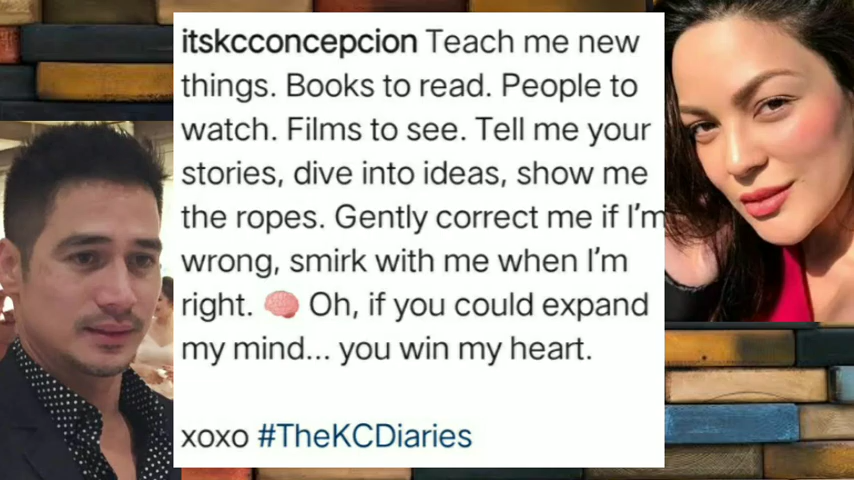 itskcconcepcion Teach me new
things. Books to read. People to
watch. Films to see. Tell me your
stories, dive into ideas, show me
the ropes. Gently correct me if I'm
wrong, smirk with me when I'm
right. 🧠 Oh, if you could expand
my mind... you win my heart.
xoxo #TheKCDiaries